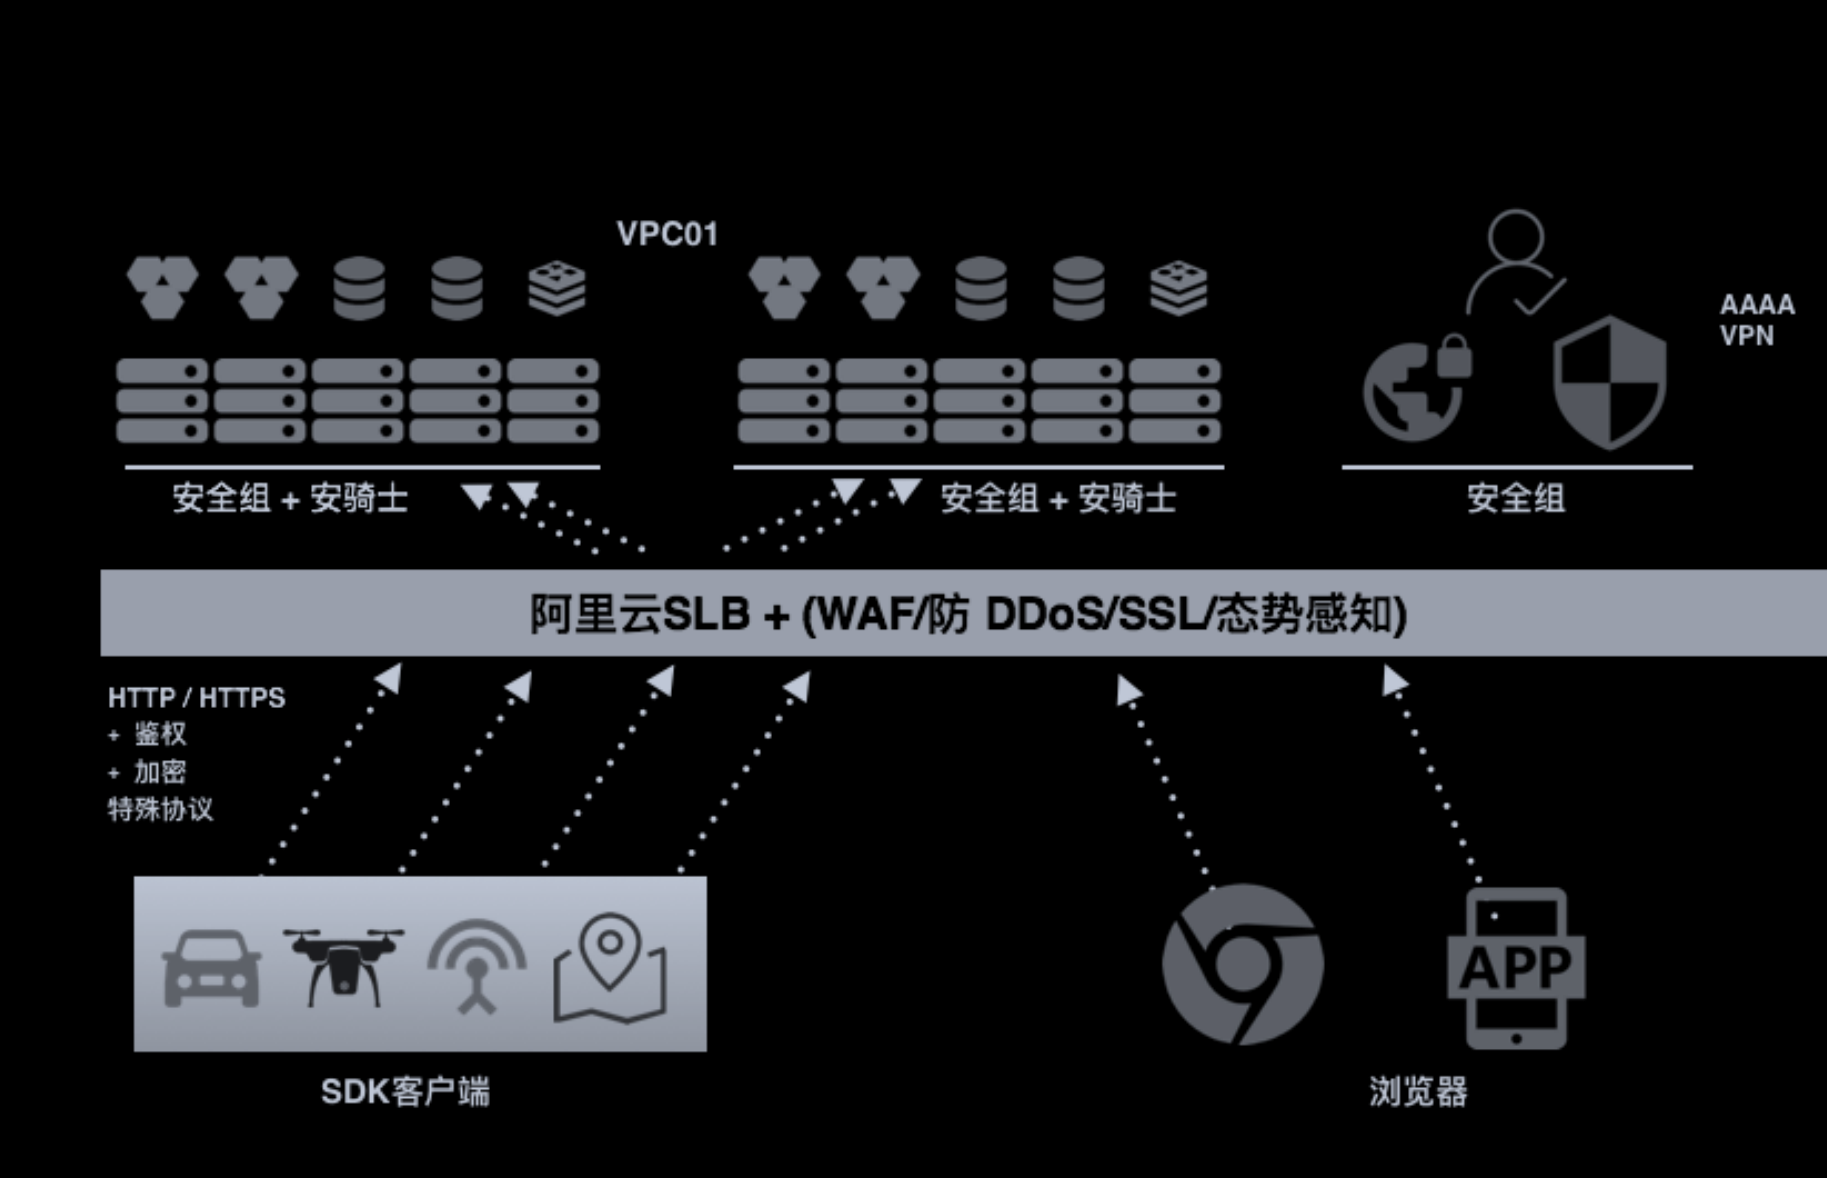 VPC01
AAAA
VPN
安全组 + 安骑士
安全组 + 安骑士
安全组
阿里云SLB + (WAF/防 DDoS/SSL/态势感知)
HTTP / HTTPS
+ 鉴权
+ 加密
特殊协议
APP
SDK客户端
浏览器